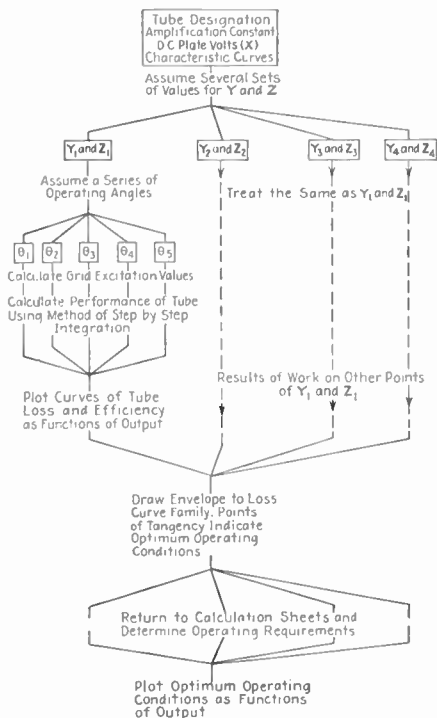 Tube Designation
Amplification Constant
DC Plate Volts (X)
Characteristic Curves
Assume Several Sets
of Values for Y and Z
Y₁ and Z₁
Y₂ and Z₂
Y₃ and Z₃
Y₄ and Z₄
Assume a Series of
Operating Angles
Treat the Same as Y₁ and Z₁
θ₁
θ₂
θ₃
θ₄
θ₅
Calculate Grid Excitation Values
Calculate Performance of Tube
Using Method of Step by Step
Integration
Results of Work on Other Points
of Y₁ and Z₁
Plot Curves of Tube
Loss and Efficiency
as Functions of Output
Draw Envelope to Loss
Curve Family. Points
of Tangency Indicate
Optimum Operating
Conditions
Return to Calculation Sheets and
Determine Operating Requirements
Plot Optimum Operating
Conditions as Functions
of Output